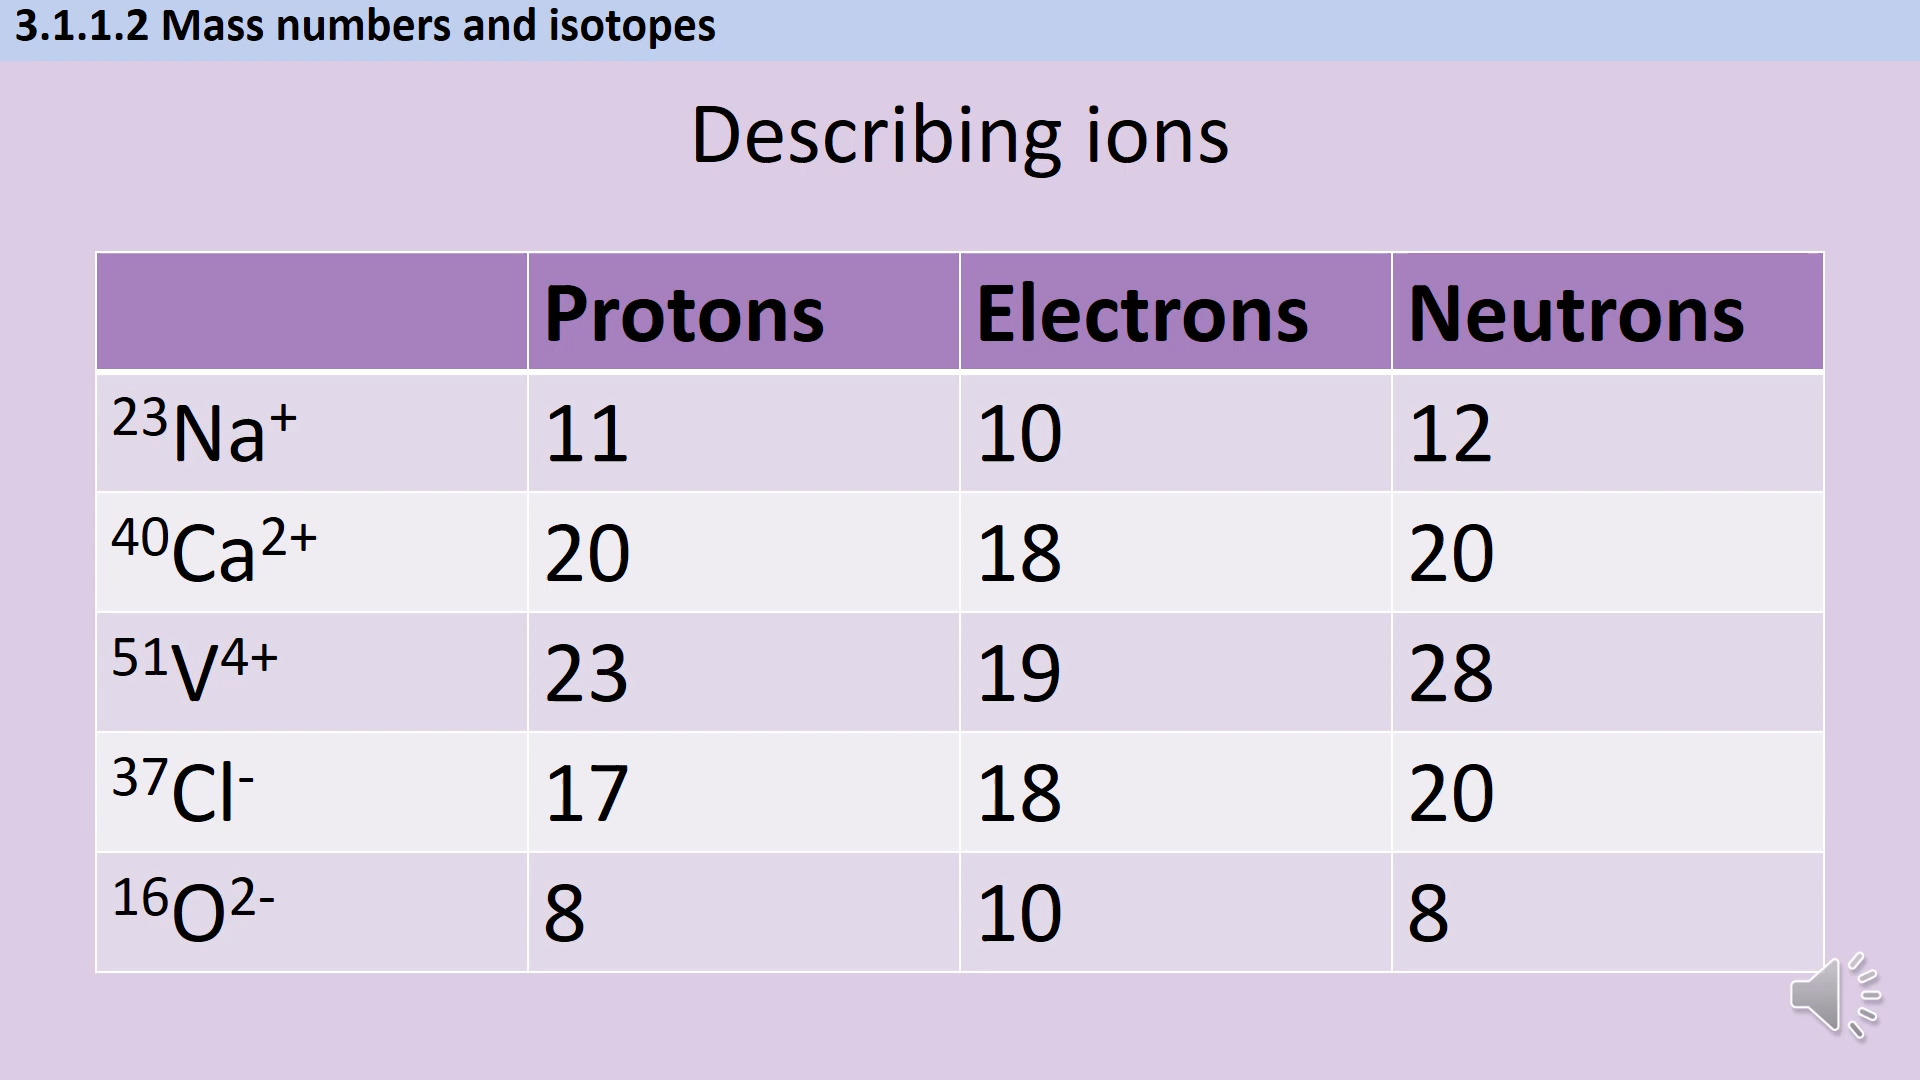 3.1.1.2 Mass numbers and isotopes
Describing ions
Protons Electrons Neutrons
²³Na⁺ 11 10 12
⁴⁰Ca²⁺ 20 18 20
⁵¹V⁴⁺ 23 19 28
³⁷Cl⁻ 17 18 20
¹⁶O²⁻ 8 10 8